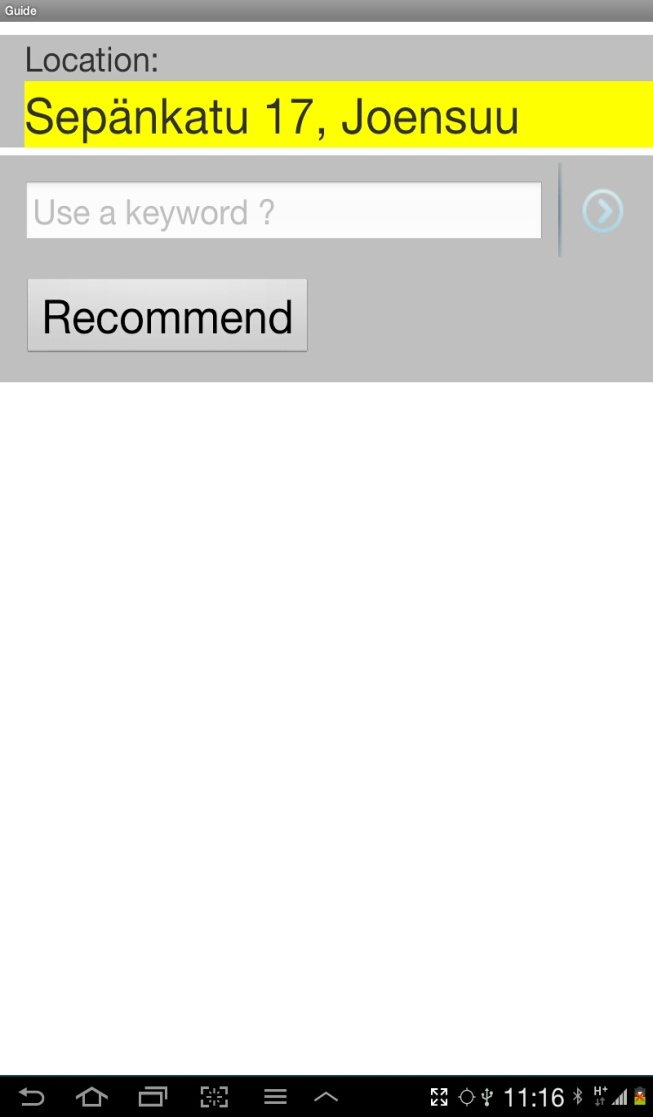 Guide
Location:
Sepänkatu 17, Joensuu
Use a keyword ?
Recommend
11:16
H+